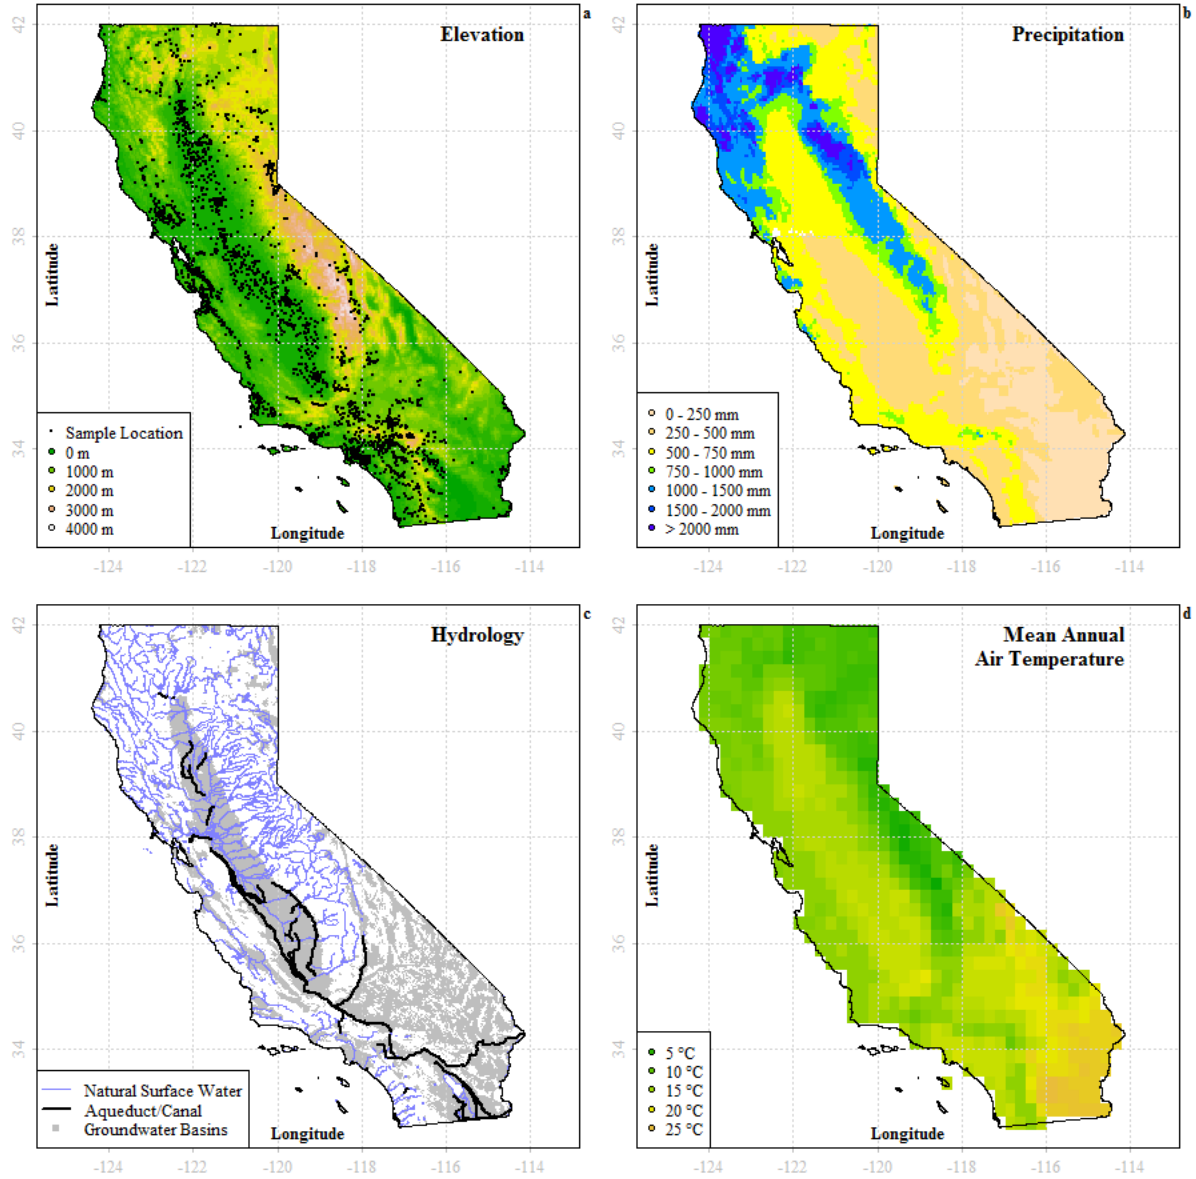 a
Elevation
42
40
38
36
34
Latitude
Sample Location
0 m
1000 m
2000 m
3000 m
4000 m
Longitude
-124
-122
-120
-118
-116
-114
b
Precipitation
42
40
38
36
34
Latitude
0 - 250 mm
250 - 500 mm
500 - 750 mm
750 - 1000 mm
1000 - 1500 mm
1500 - 2000 mm
> 2000 mm
Longitude
-124
-122
-120
-118
-116
-114
c
Hydrology
42
40
38
36
34
Latitude
Natural Surface Water
Aqueduct/Canal
Groundwater Basins
Longitude
-124
-122
-120
-118
-116
-114
d
Mean Annual
Air Temperature
42
40
38
36
34
Latitude
5 °C
10 °C
15 °C
20 °C
25 °C
Longitude
-124
-122
-120
-118
-116
-114